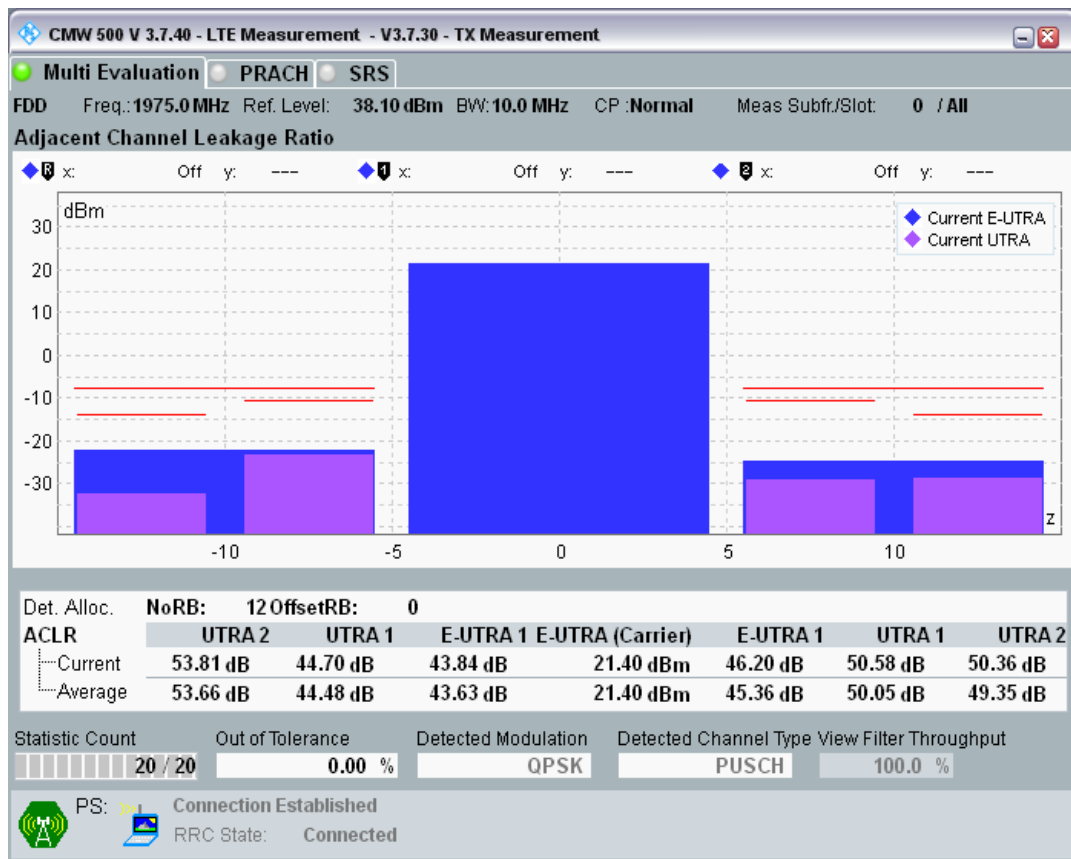 CMW 500 V 3.7.40 - LTE Measurement - V3.7.30 - TX Measurement
Multi Evaluation PRACH SRS
FDD Freq.:1975.0 MHz Ref. Level: 38.10 dBm BW:10.0 MHz CP :Normal Meas Subfr./Slot: 0 / All
Adjacent Channel Leakage Ratio
R x: Off y: --- 1 x: Off y: --- 2 x: Off y: ---
dBm
Current E-UTRA
Current UTRA
30
20
10
0
-10
-20
-30
z
-10 -5 0 5 10
Det. Alloc. NoRB: 12 OffsetRB: 0
ACLR UTRA 2 UTRA 1 E-UTRA 1 E-UTRA (Carrier) E-UTRA 1 UTRA 1 UTRA 2
Current 53.81 dB 44.70 dB 43.84 dB 21.40 dBm 46.20 dB 50.58 dB 50.36 dB
Average 53.66 dB 44.48 dB 43.63 dB 21.40 dBm 45.36 dB 50.05 dB 49.35 dB
Statistic Count Out of Tolerance Detected Modulation Detected Channel Type View Filter Throughput
20 / 20 0.00 % QPSK PUSCH 100.0 %
PS: Connection Established
RRC State: Connected